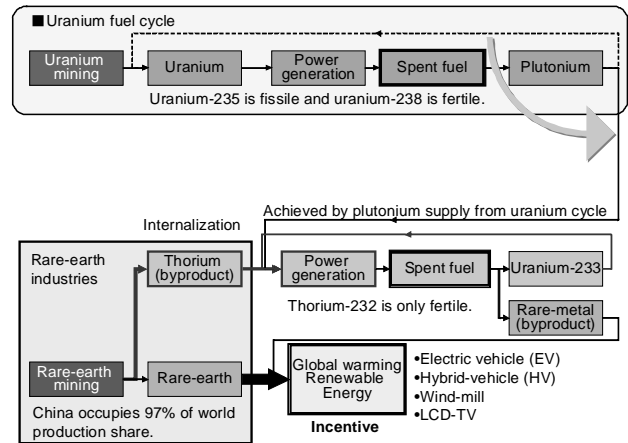 ■Uranium fuel cycle
Uranium
mining
Uranium
Power
generation
Spent fuel
Plutonium
Uranium-235 is fissile and uranium-238 is fertile.
Achieved by plutonium supply from uranium cycle
Internalization
Rare-earth
industries
Thorium
(byproduct)
Power
generation
Spent fuel
Uranium-233
Thorium-232 is only fertile.
Rare-metal
(byproduct)
Rare-earth
mining
Rare-earth
Global warming
Renewable
Energy
•Electric vehicle (EV)
•Hybrid-vehicle (HV)
•Wind-mill
•LCD-TV
China occupies 97% of world
production share.
Incentive